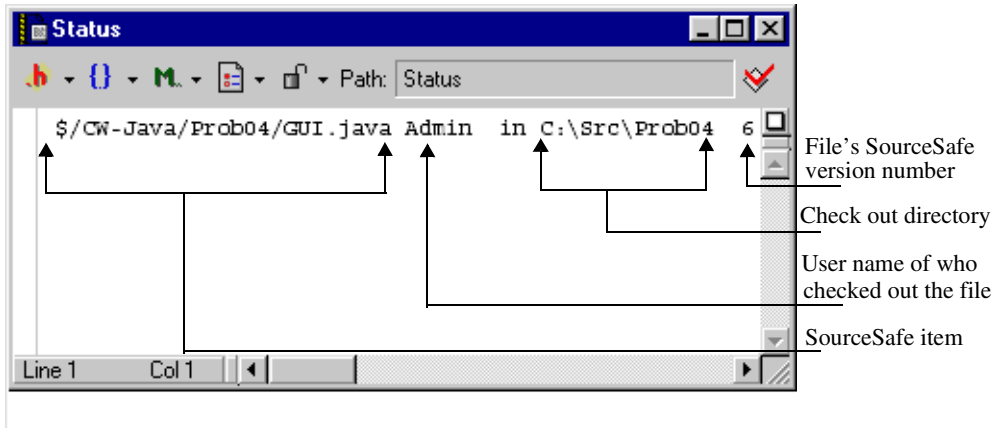 Status
.h {} M.. Path: Status
$/CW-Java/Prob04/GUI.java Admin in C:\Src\Prob04 6
File's SourceSafe
version number
Check out directory
User name of who
checked out the file
SourceSafe item
Line 1 Col 1